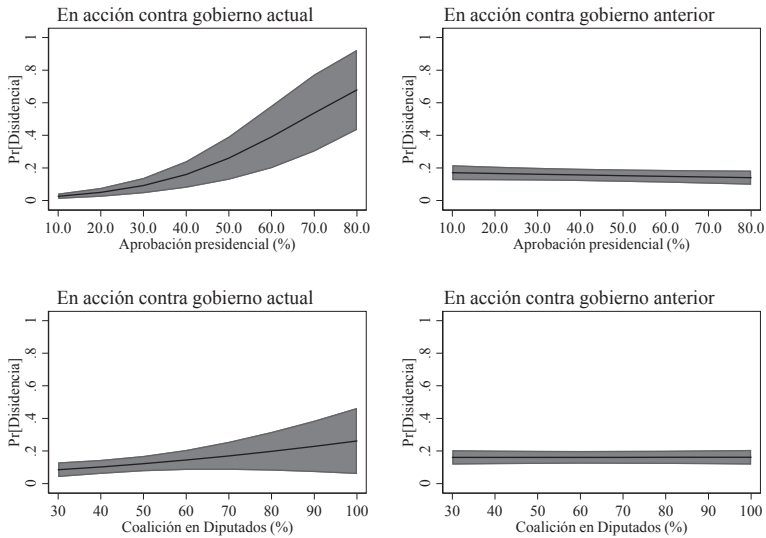 En acción contra gobierno actual
Pr[Disidencia]
0 .2 .4 .6 .8 1
10.0 20.0 30.0 40.0 50.0 60.0 70.0 80.0
Aprobación presidencial (%)
En acción contra gobierno anterior
Pr[Disidencia]
0 .2 .4 .6 .8 1
10.0 20.0 30.0 40.0 50.0 60.0 70.0 80.0
Aprobación presidencial (%)
En acción contra gobierno actual
Pr[Disidencia]
0 .2 .4 .6 .8 1
30 40 50 60 70 80 90 100
Coalición en Diputados (%)
En acción contra gobierno anterior
Pr[Disidencia]
0 .2 .4 .6 .8 1
30 40 50 60 70 80 90 100
Coalición en Diputados (%)